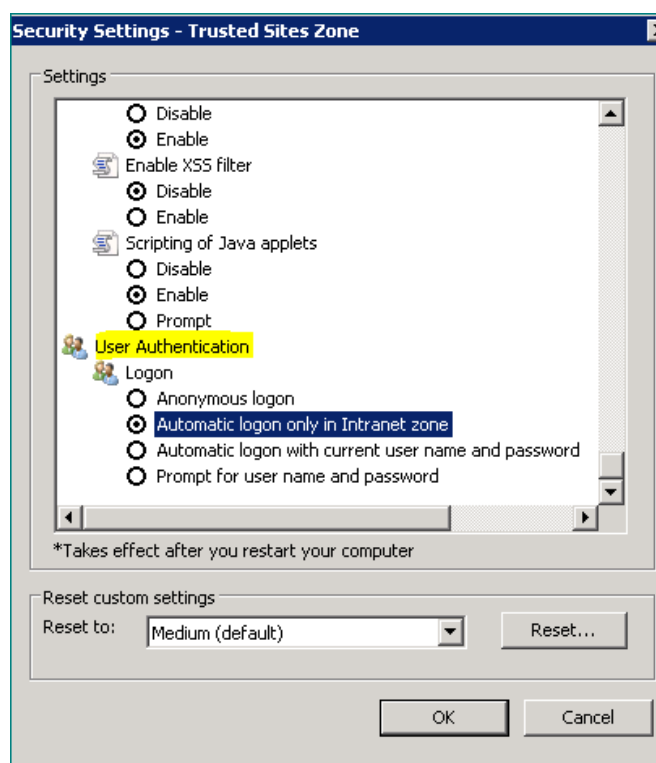 Security Settings - Trusted Sites Zone
Settings
Disable
Enable
Enable XSS filter
Disable
Enable
Scripting of Java applets
Disable
Enable
Prompt
User Authentication
Logon
Anonymous logon
Automatic logon only in Intranet zone
Automatic logon with current user name and password
Prompt for user name and password
*Takes effect after you restart your computer
Reset custom settings
Reset to:
Medium (default)
Reset...
OK
Cancel